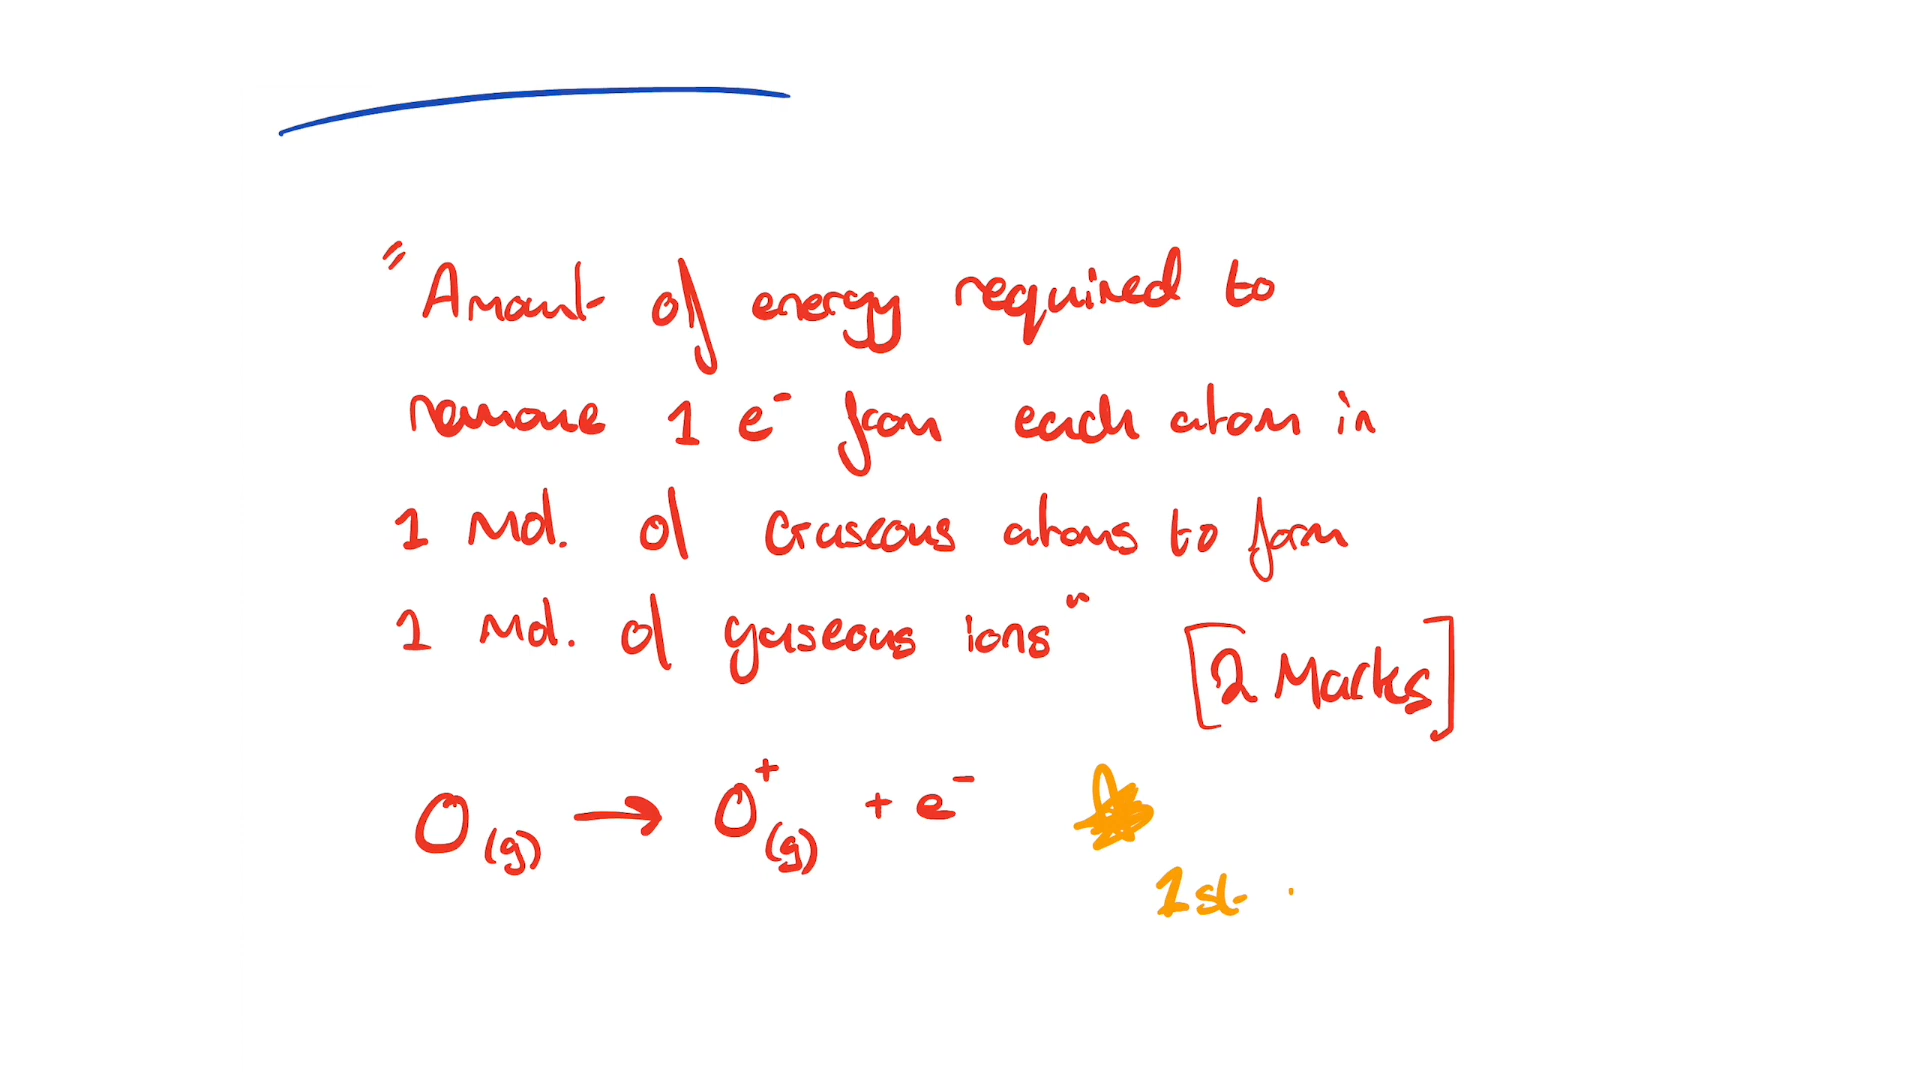 "Amount of energy required to
remove 1 e⁻ from each atom in
1 Mol. of Gaseous atoms to form
1 Mol. of gaseous ions"
[2 Marks]
O(g) → O⁺(g) + e⁻
1st